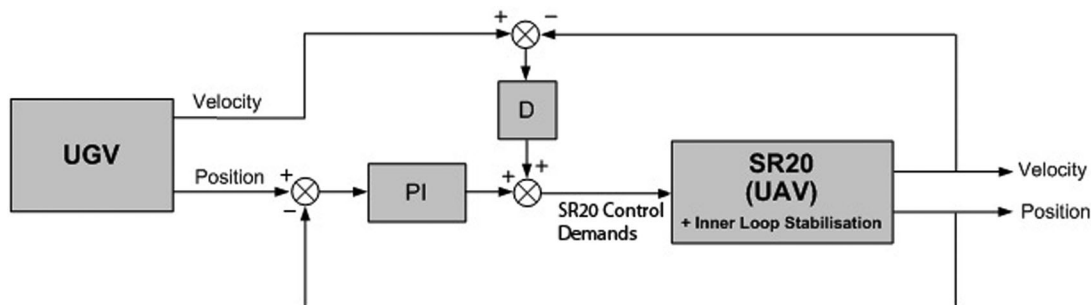 +
−
Velocity
D
UGV
+
+
SR20
(UAV)
+ Inner Loop Stabilisation
Velocity
Position
+
−
PI
SR20 Control
Demands
Position